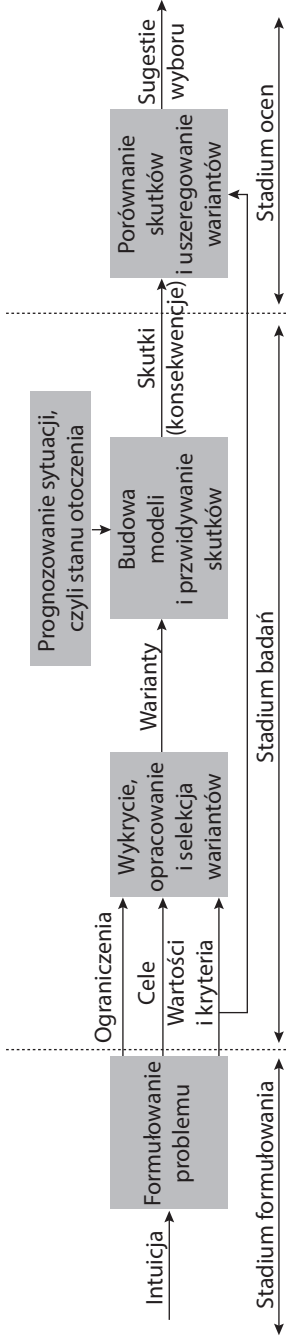 Intuicja
Formułowanie
problemu
Ograniczenia
Cele
Wartości
i kryteria
Wykrycie,
opracowanie
i selekcja
wariantów
Warianty
Prognozowanie sytuacji,
czyli stanu otoczenia
Budowa
modeli
i przwidywanie
skutków
Skutki
(konsekwencje)
Porównanie
skutków
i uszeregowanie
wariantów
Sugestie
wyboru
Stadium formułowania
Stadium badań
Stadium ocen